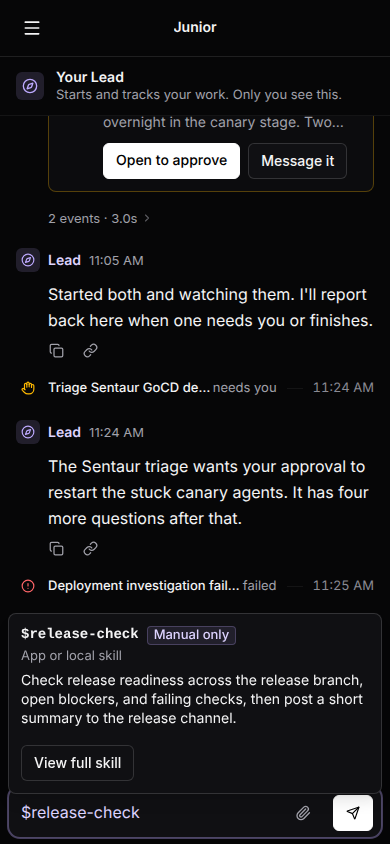 Junior
Your Lead
Starts and tracks your work. Only you see this.
overnight in the canary stage. Two...
Open to approve
Message it
2 events · 3.0s
Lead 11:05 AM
Started both and watching them. I'll report
back here when one needs you or finishes.
Triage Sentaur GoCD de... needs you 11:24 AM
Lead 11:24 AM
The Sentaur triage wants your approval to
restart the stuck canary agents. It has four
more questions after that.
Deployment investigation fail... failed 11:25 AM
$release-check Manual only
App or local skill
Check release readiness across the release branch,
open blockers, and failing checks, then post a short
summary to the release channel.
View full skill
$release-check